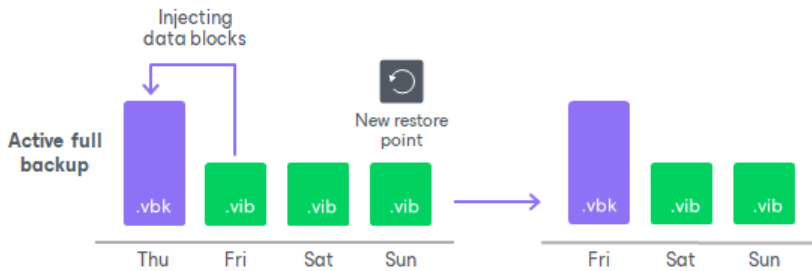 Injecting
data blocks
New restore
point
Active full
backup
.vbk .vib .vib .vib .vbk .vib .vib
Thu Fri Sat Sun Fri Sat Sun